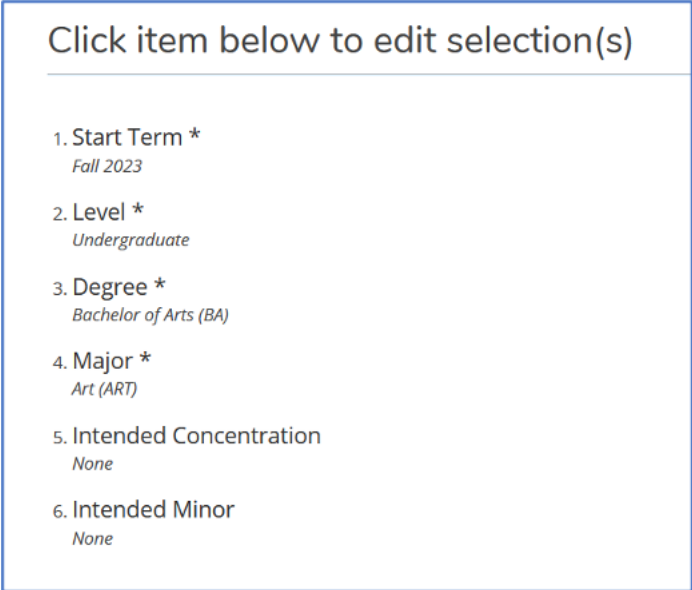 Click item below to edit selection(s)
1. Start Term *
Fall 2023
2. Level *
Undergraduate
3. Degree *
Bachelor of Arts (BA)
4. Major *
Art (ART)
5. Intended Concentration
None
6. Intended Minor
None